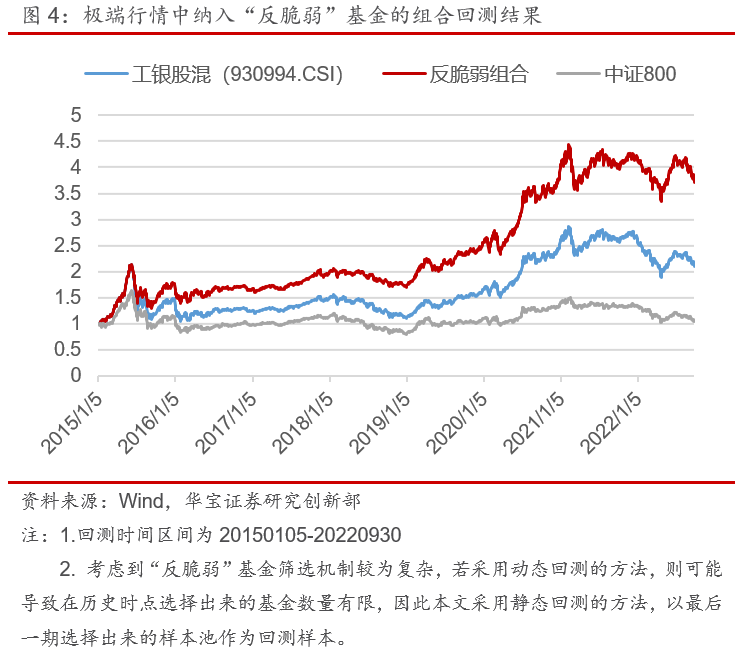 图 4：极端行情中纳入“反脆弱”基金的组合回测结果
工银股混（930994.CSI） 反脆弱组合 中证800
5
4.5
4
3.5
3
2.5
2
1.5
1
0.5
0
2015/1/5 2016/1/5 2017/1/5 2018/1/5 2019/1/5 2020/1/5 2021/1/5 2022/1/5
资料来源：Wind，华宝证券研究创新部
注：1.回测时间区间为 20150105-20220930
2. 考虑到“反脆弱”基金筛选机制较为复杂，若采用动态回测的方法，则可能
导致在历史时点选择出来的基金数量有限，因此本文采用静态回测的方法，以最后
一期选择出来的样本池作为回测样本。